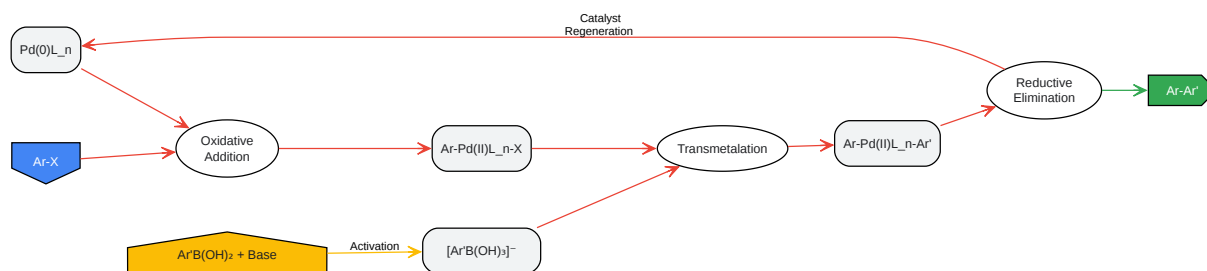 Catalyst
Regeneration
Pd(0)L_n
Reductive
Elimination
Ar-Ar'
Oxidative
Addition
Ar-X
Ar-Pd(II)L_n-X
Transmetalation
Ar-Pd(II)L_n-Ar'
Ar'B(OH)₂ + Base
Activation
[Ar'B(OH)₃]⁻